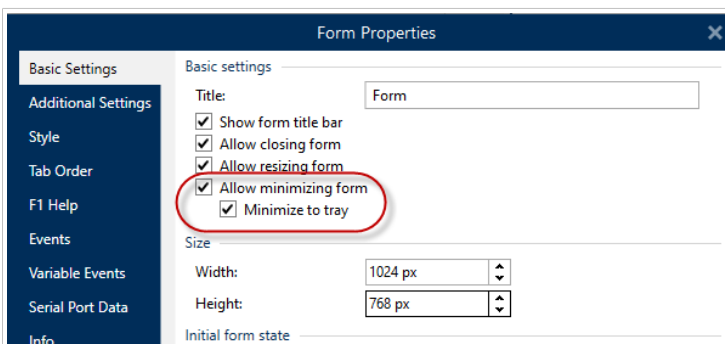 Form Properties
Basic Settings
Additional Settings
Style
Tab Order
F1 Help
Events
Variable Events
Serial Port Data
Info
Basic settings
Title:
Form
Show form title bar
Allow closing form
Allow resizing form
Allow minimizing form
Minimize to tray
Size
Width:
1024 px
Height:
768 px
Initial form state